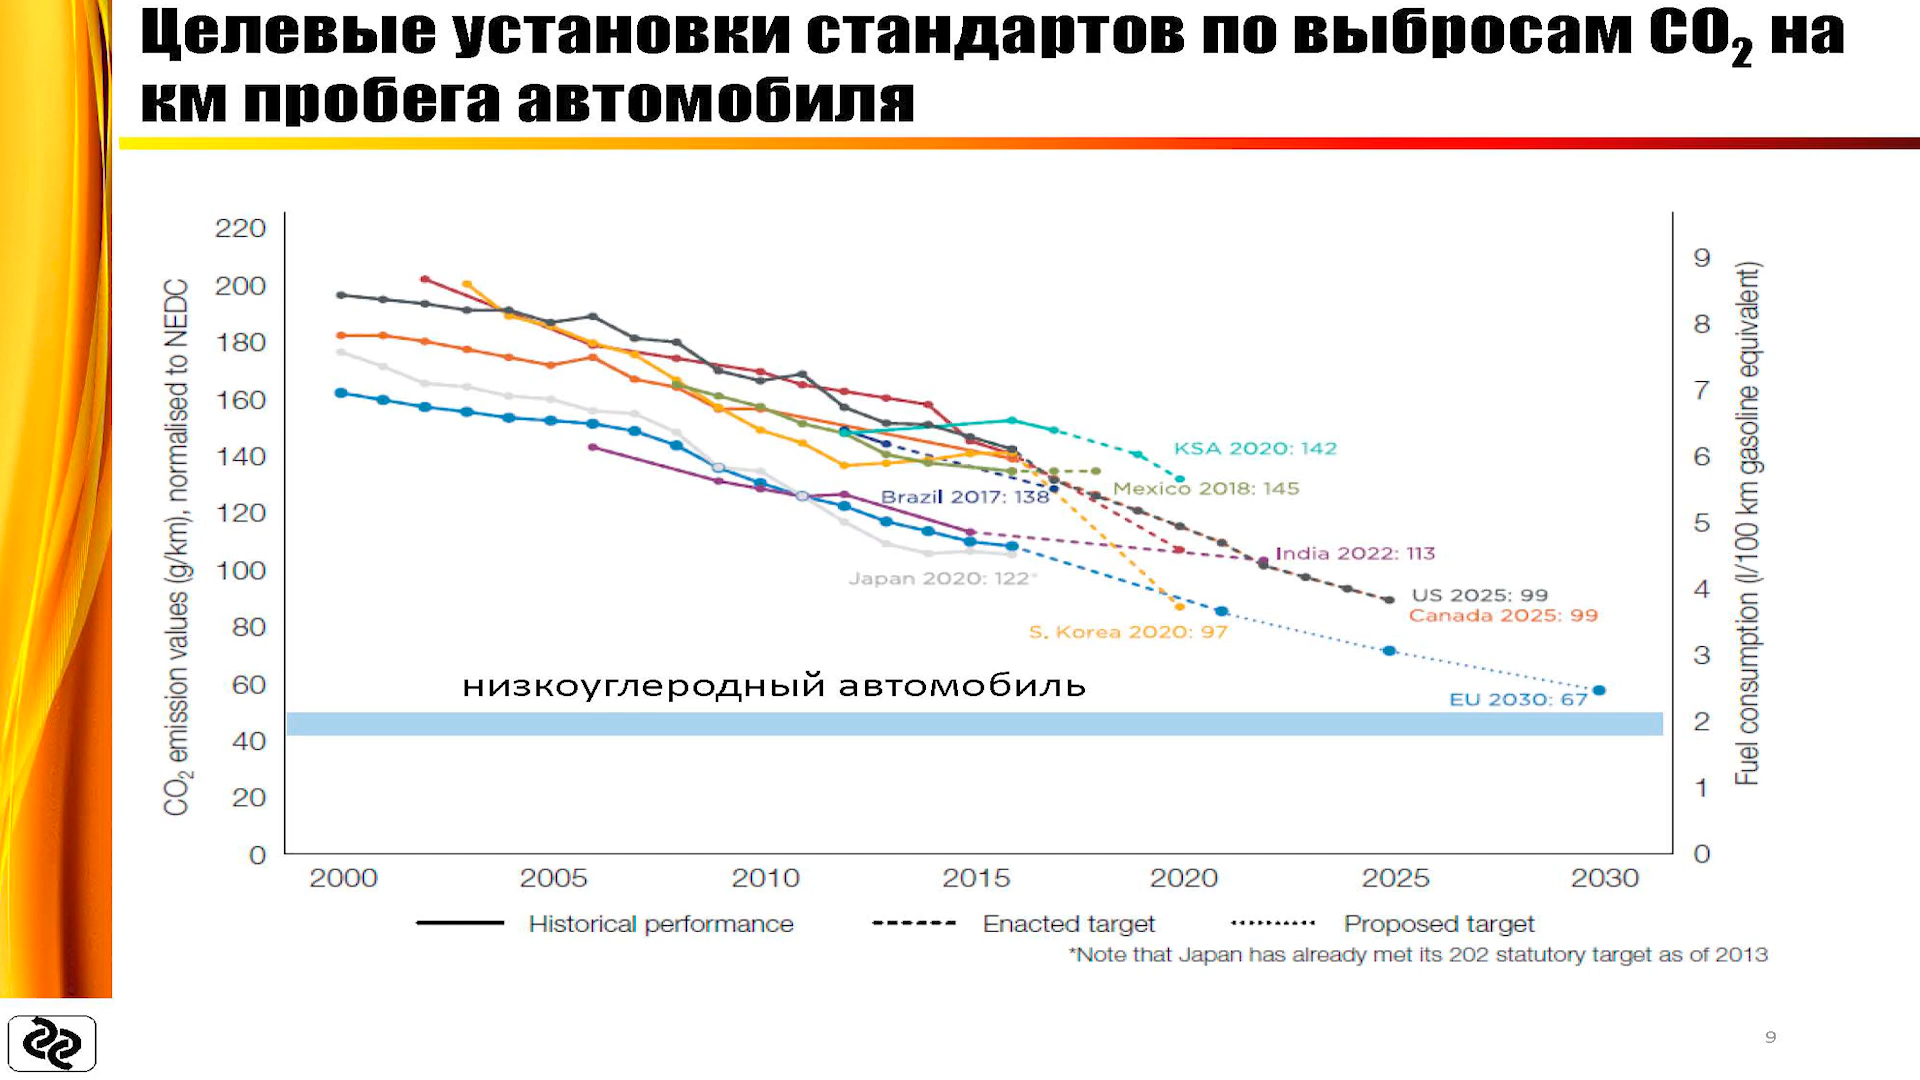 Целевые установки стандартов по выбросам CO₂ на
км пробега автомобиля
CO₂ emission values (g/km), normalised to NEDC
220
200
180
160
140
120
100
80
60
40
20
0
KSA 2020: 142
Mexico 2018: 145
Brazil 2017: 138
India 2022: 113
Japan 2020: 122*
US 2025: 99
Canada 2025: 99
S. Korea 2020: 97
низкоуглеродный автомобиль
EU 2030: 67
9
8
7
6
5
4
3
2
1
0
Fuel consumption (l/100 km gasoline equivalent)
2000 2005 2010 2015 2020 2025 2030
Historical performance Enacted target Proposed target
*Note that Japan has already met its 202 statutory target as of 2013
9